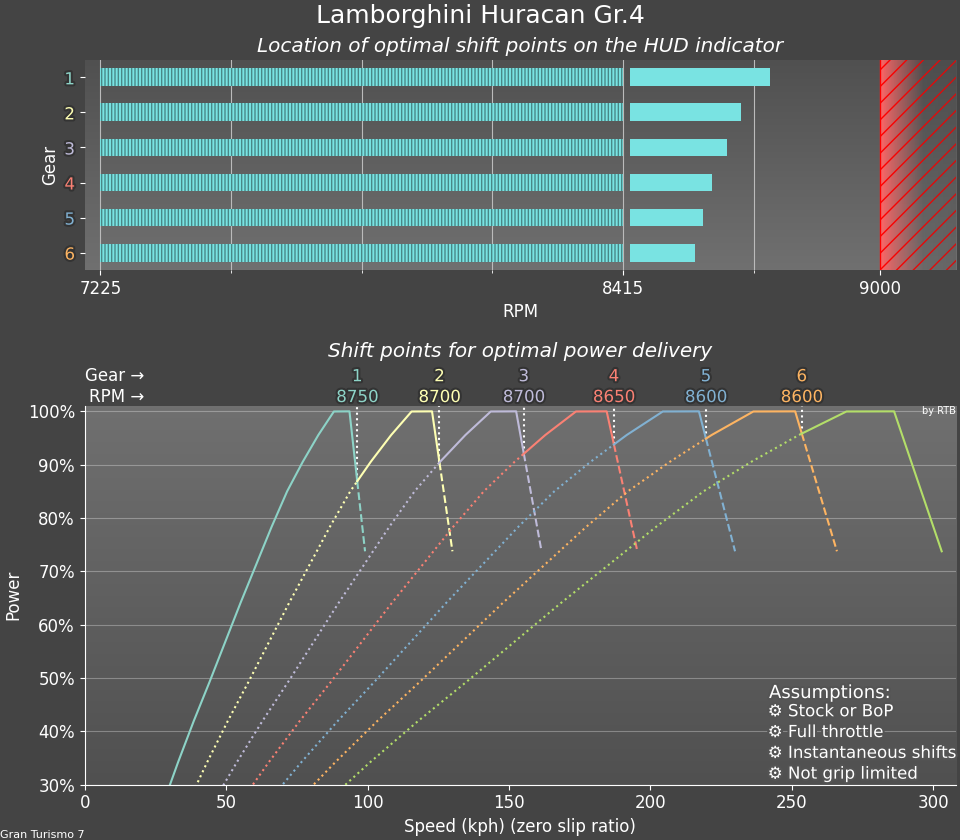 Lamborghini Huracan Gr.4
Location of optimal shift points on the HUD indicator
Gear
1
2
3
4
5
6
7225 8415 9000
RPM
Shift points for optimal power delivery
Gear → 1 2 3 4 5 6
RPM → 8750 8700 8700 8650 8600 8600
by RTB
Power
100%
90%
80%
70%
60%
50%
40%
30%
Assumptions:
⚙ Stock or BoP
⚙ Full throttle
⚙ Instantaneous shifts
⚙ Not grip limited
0 50 100 150 200 250 300
Speed (kph) (zero slip ratio)
Gran Turismo 7